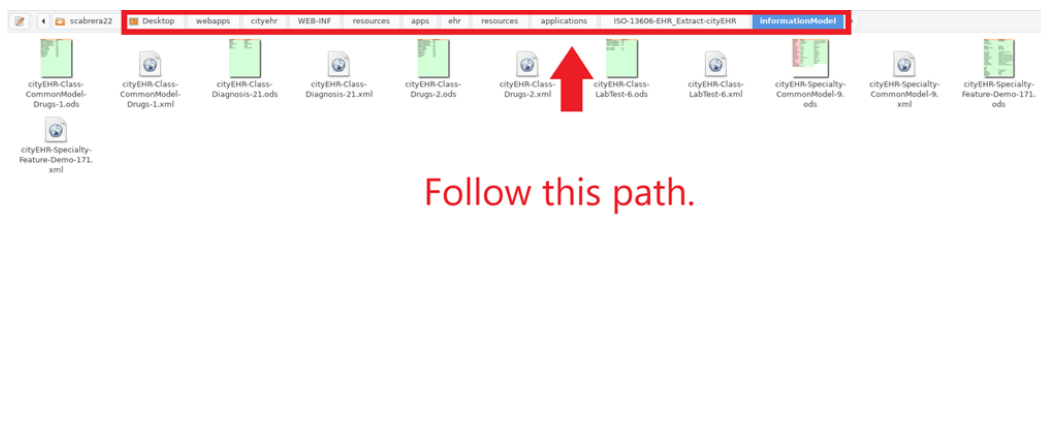 scabrera22 Desktop webapps cityehr WEB-INF resources apps ehr resources applications ISO-13606-EHR_Extract-cityEHR informationModel
cityEHR-Class-
CommonModel-
Drugs-1.ods
cityEHR-Class-
CommonModel-
Drugs-1.xml
cityEHR-Class-
Diagnosis-21.ods
cityEHR-Class-
Diagnosis-21.xml
cityEHR-Class-
Drugs-2.ods
cityEHR-Class-
Drugs-2.xml
cityEHR-Class-
LabTest-6.ods
cityEHR-Class-
LabTest-6.xml
cityEHR-Specialty-
CommonModel-9.
ods
cityEHR-Specialty-
CommonModel-9.
xml
cityEHR-Specialty-
Feature-Demo-171.
ods
cityEHR-Specialty-
Feature-Demo-171.
xml
Follow this path.